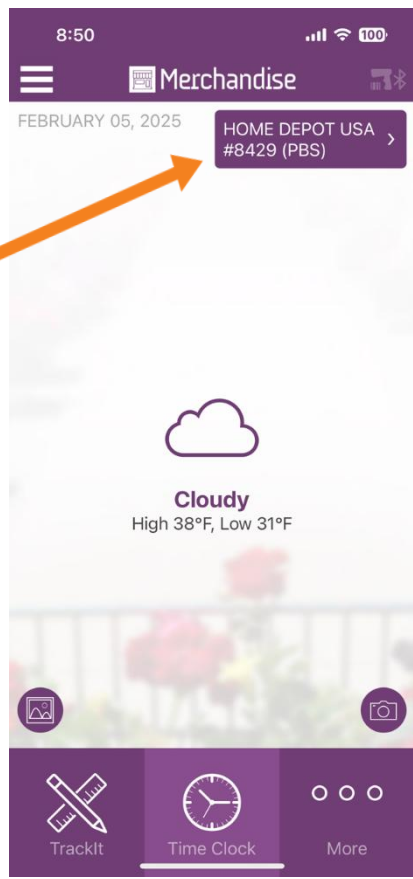 8:50
100
Merchandise
FEBRUARY 05, 2025
HOME DEPOT USA
#8429 (PBS)
Cloudy
High 38°F, Low 31°F
TrackIt
Time Clock
More